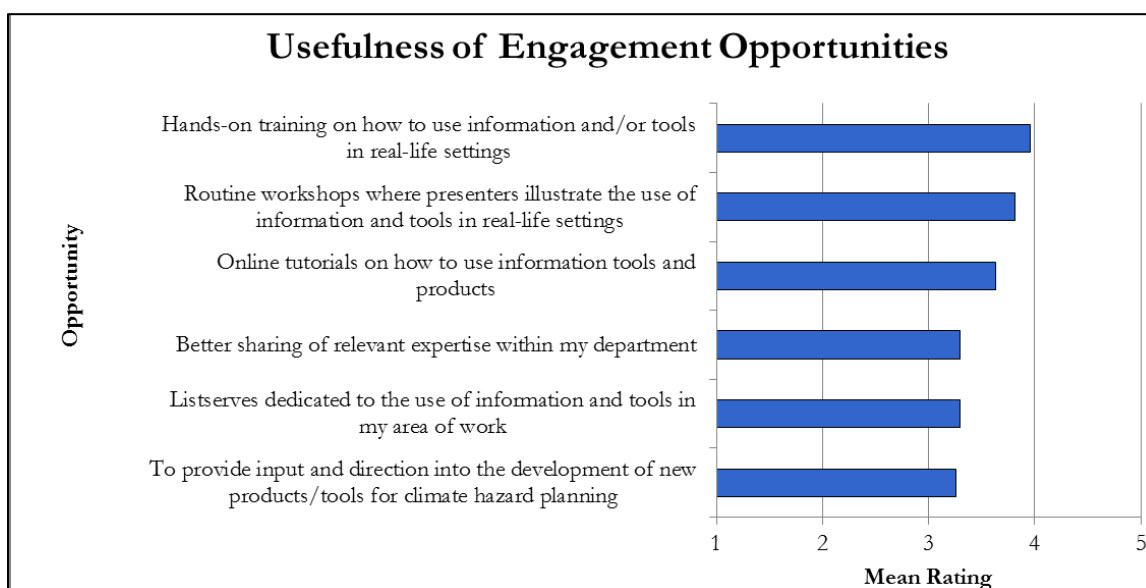 Usefulness of Engagement Opportunities
Opportunity
Hands-on training on how to use information and/or tools
in real-life settings
Routine workshops where presenters illustrate the use of
information and tools in real-life settings
Online tutorials on how to use information tools and
products
Better sharing of relevant expertise within my department
Listserves dedicated to the use of information and tools in
my area of work
To provide input and direction into the development of new
products/tools for climate hazard planning
1 2 3 4 5
Mean Rating